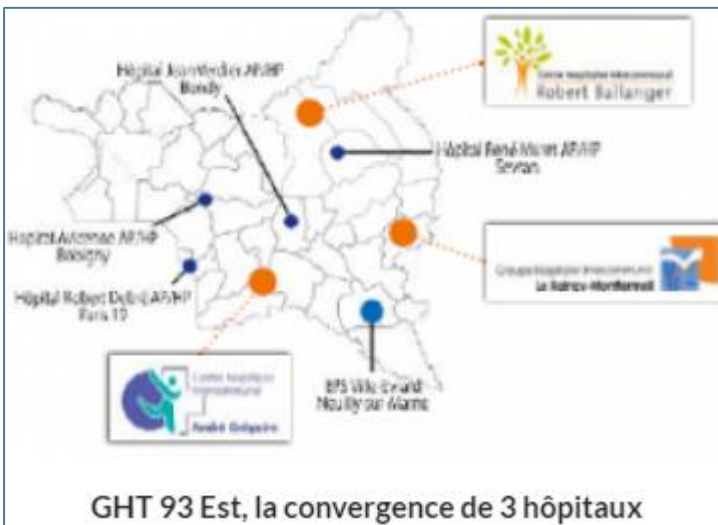 Hôpital Jean Verdier AP/HP
Bondy
Centre Hospitalier Intercommunal
Robert Ballanger
Hôpital René Muret AP/HP
Sevran
Hôpital Avicenne AP/HP
Bobigny
Groupe Hospitalier Intercommunal
Le Raincy-Montfermeil
Hôpital Robert Debré AP/HP
Paris 19
Centre Hospitalier
Intercommunal
André Grégoire
EPS Ville Evrard
Neuilly sur Marne
GHT 93 Est, la convergence de 3 hôpitaux